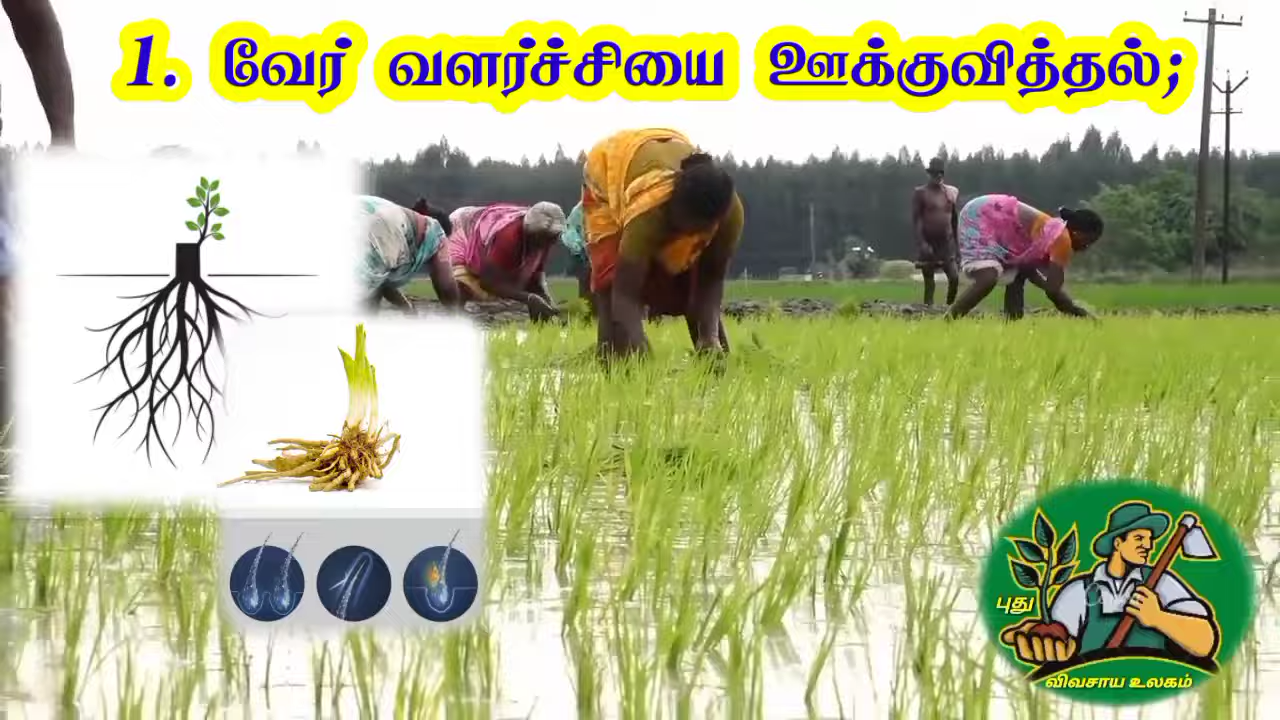 1. வேர் வளர்ச்சியை ஊக்குவித்தல்;
புது
விவசாய உலகம்